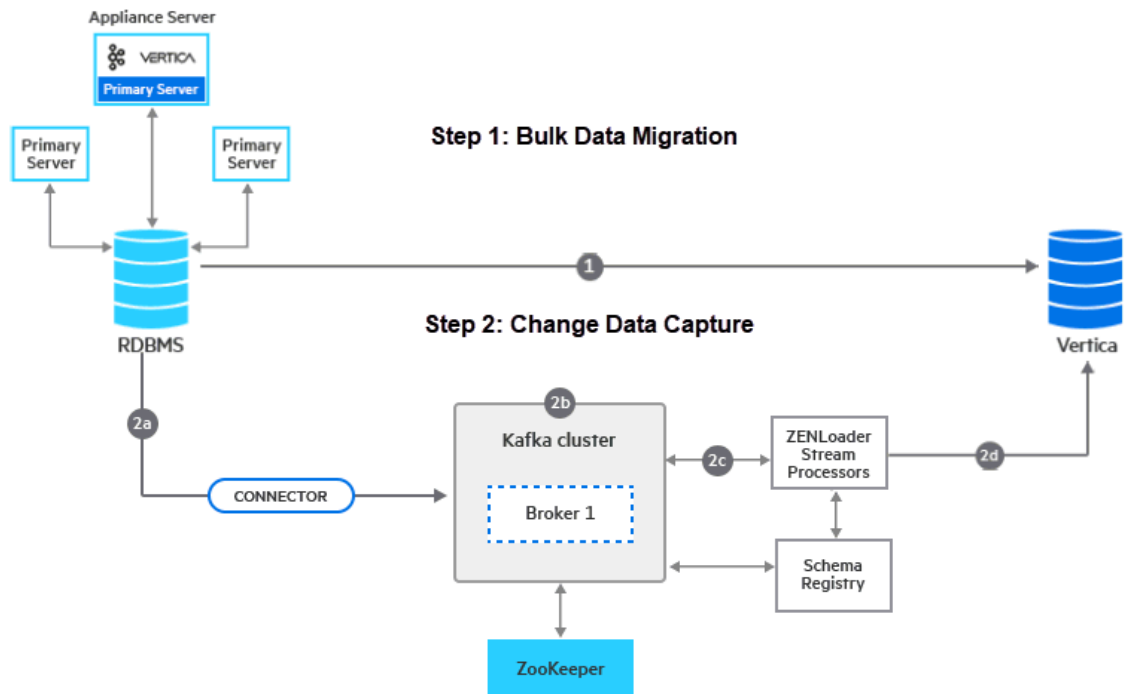 Appliance Server
VERTICA
Primary Server
Primary
Server
Primary
Server
Step 1: Bulk Data Migration
1
RDBMS
Vertica
Step 2: Change Data Capture
2a
2b
Kafka cluster
Broker 1
CONNECTOR
2c
ZENLoader
Stream
Processors
2d
Schema
Registry
ZooKeeper